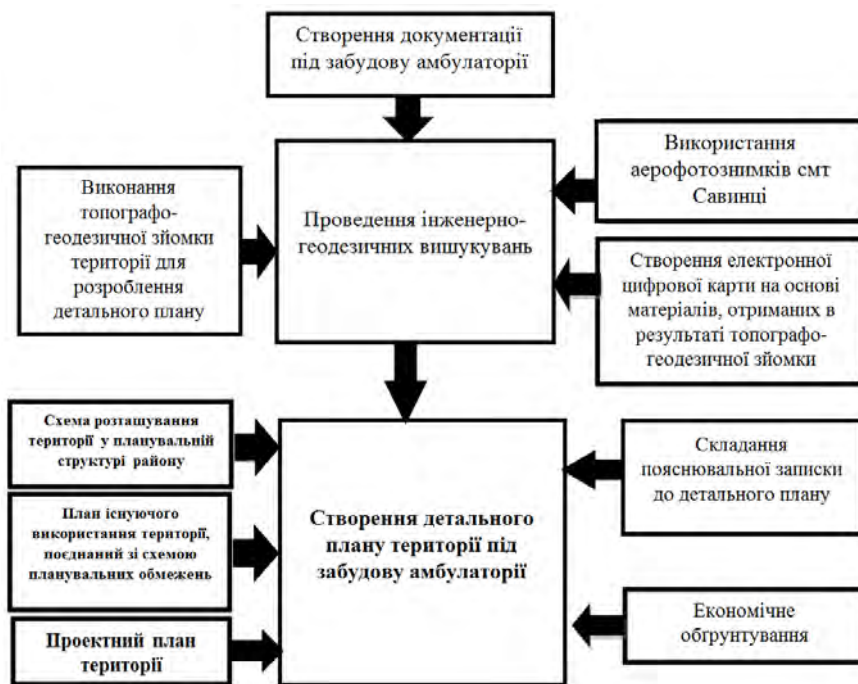 Створення документації
під забудову амбулаторії
Виконання
топографо-
геодезичної зйомки
території для
розроблення
детального плану
Проведення інженерно-
геодезичних вишукувань
Використання
аерофотознимків смт
Савинці
Створення електронної
цифрової карти на основі
матеріалів, отриманих в
результаті топографо-
геодезичної зйомки
Схема розташування
території у планувальній
структурі району
План існуючого
використання території,
поєднаний зі схемою
планувальних обмежень
Проектний план
території
Створення детального
плану території під
забудову амбулаторії
Складання
пояснювальної записки
до детального плану
Економічне
обґрунтування